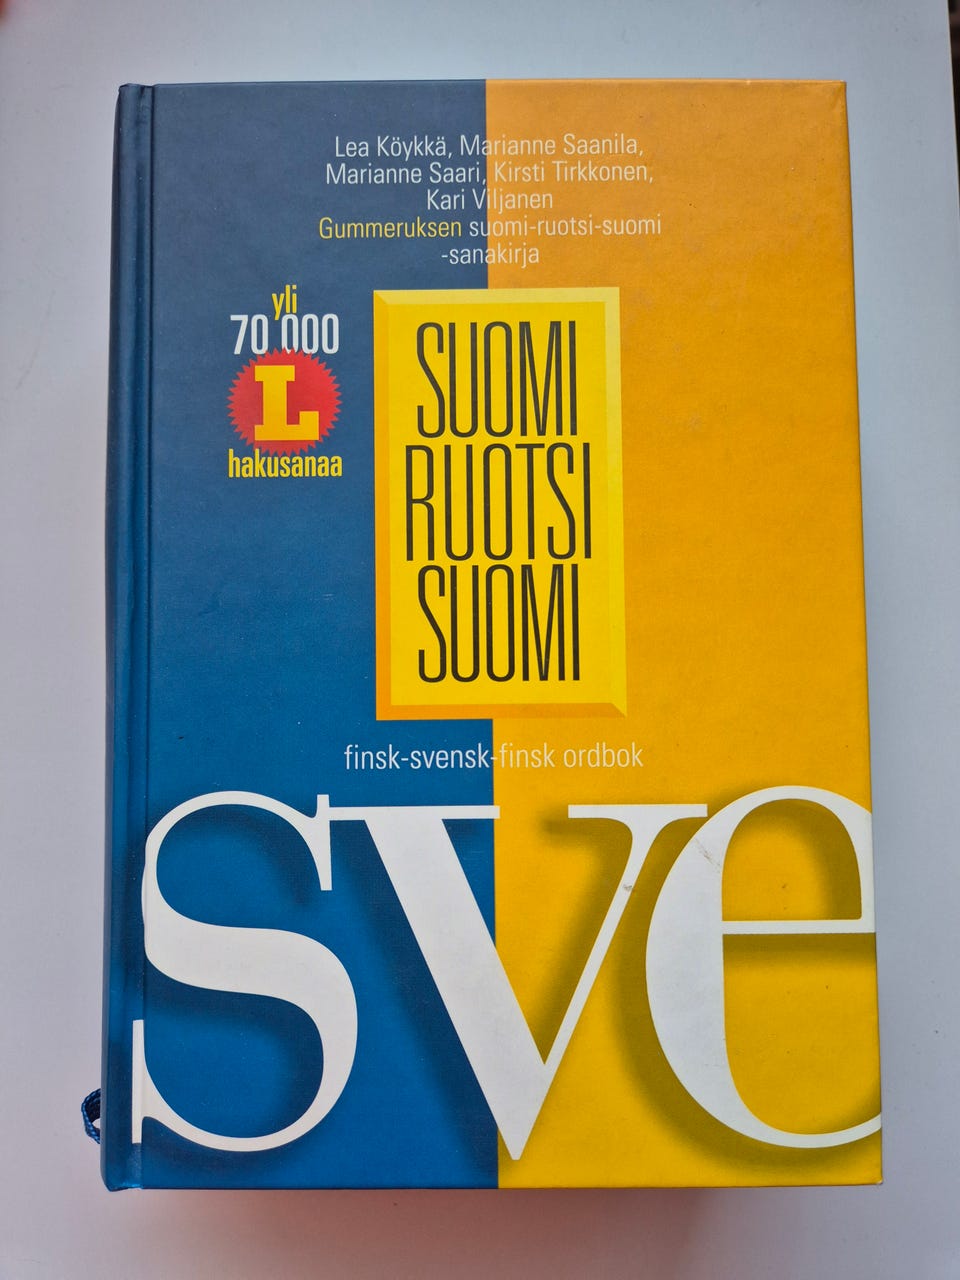 Lea Köykkä, Marianne Saanila,
Marianne Saari, Kirsti Tirkkonen,
Kari Viljanen
Gummeruksen suomi-ruotsi-suomi
-sanakirja
yli
70 000
L
hakusanaa
SUOMI
RUOTSI
SUOMI
finsk-svensk-finsk ordbok
sve